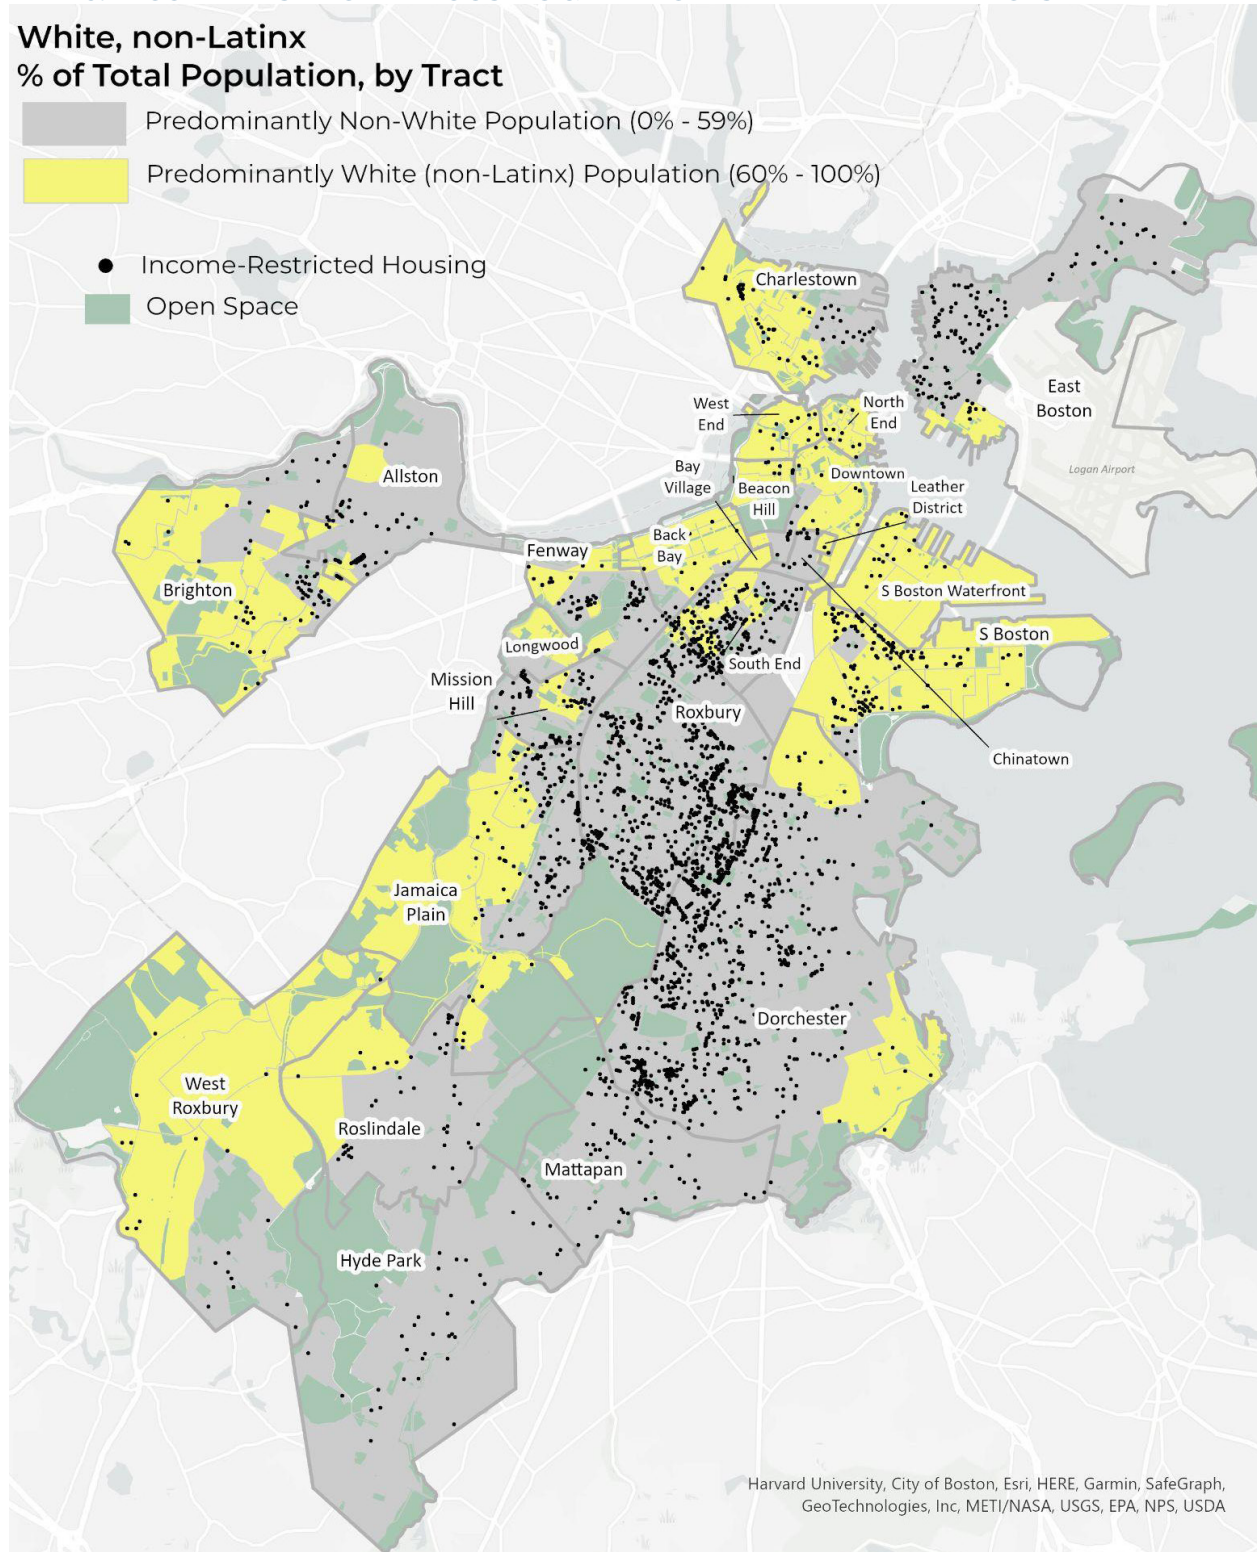 White, non-Latinx
% of Total Population, by Tract
Predominantly Non-White Population (0% - 59%)
Predominantly White (non-Latinx) Population (60% - 100%)
Income-Restricted Housing
Open Space
Charlestown
East
Boston
Logan Airport
West
End
North
End
Allston
Bay
Village
Beacon
Hill
Downtown
Leather
District
Back
Bay
Fenway
Brighton
S Boston Waterfront
S Boston
Longwood
South End
Mission
Hill
Roxbury
Chinatown
Jamaica
Plain
Dorchester
West
Roxbury
Roslindale
Mattapan
Hyde Park
Harvard University, City of Boston, Esri, HERE, Garmin, SafeGraph,
GeoTechnologies, Inc, METI/NASA, USGS, EPA, NPS, USDA